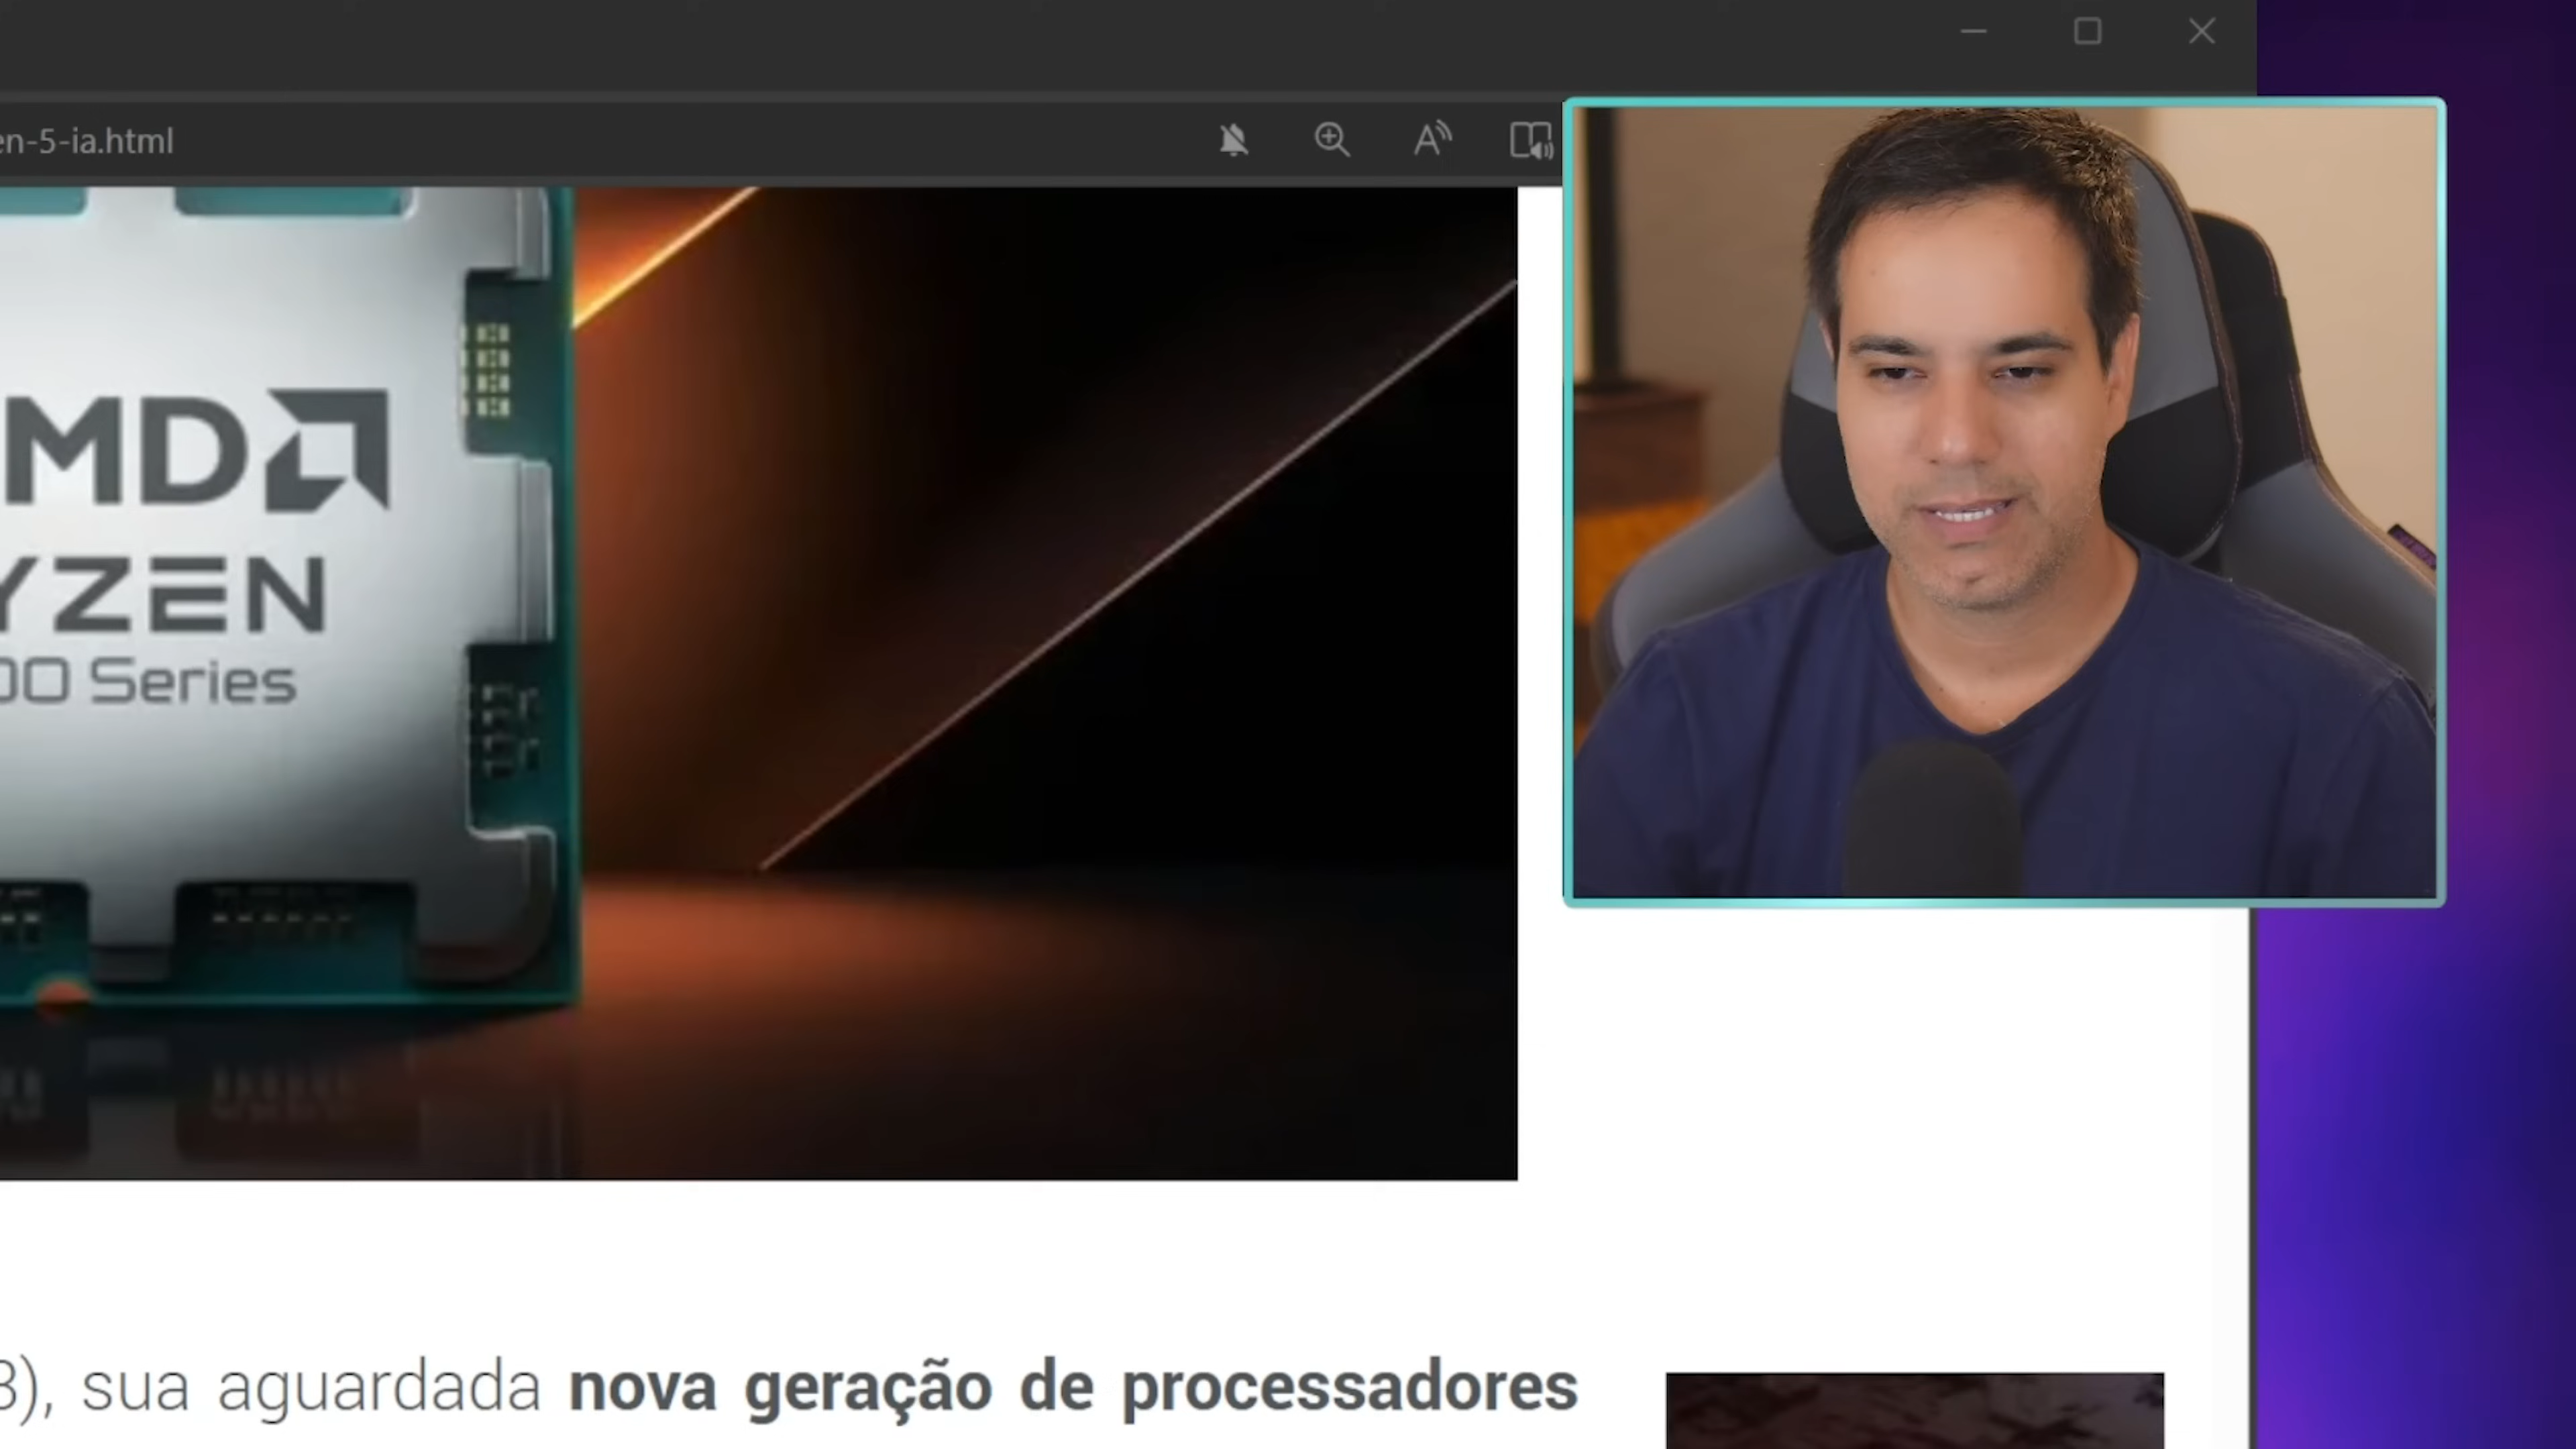 en-5-ia.html
MD
YZEN
00 Series
3), sua aguardada nova geração de processadores